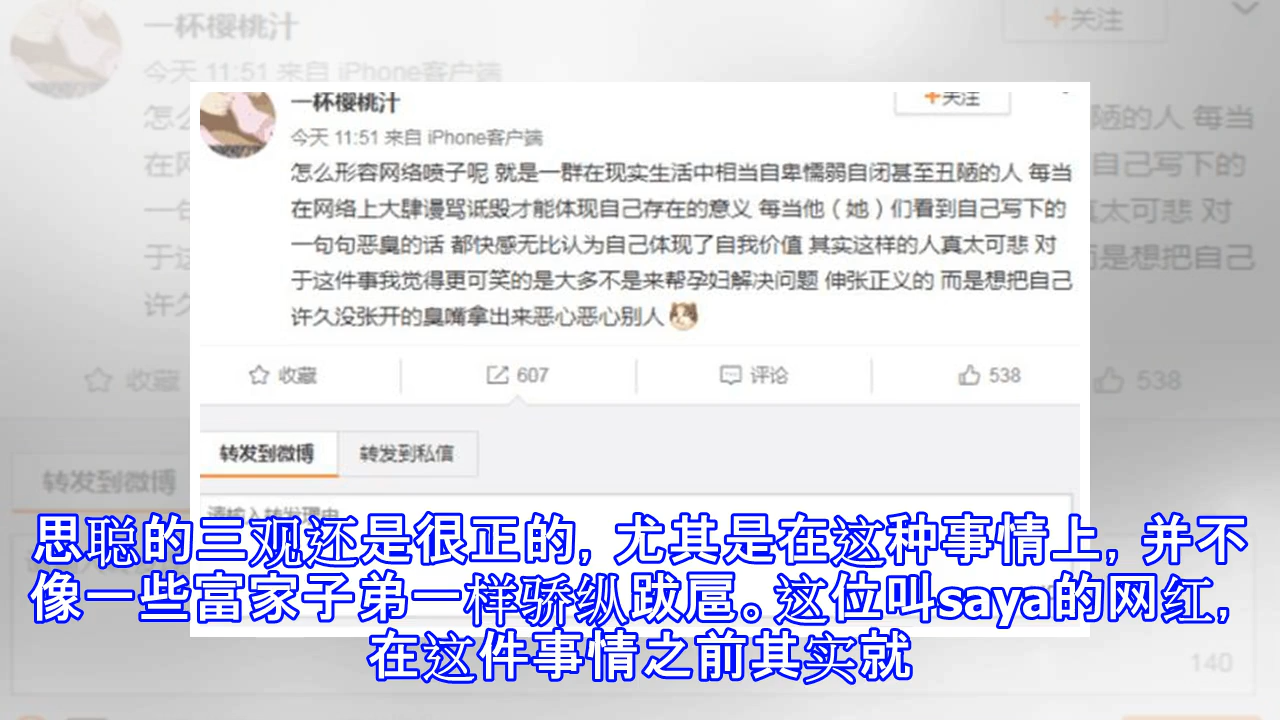 一杯樱桃汁
+关注
今天 11:51 来自 iPhone客户端
怎么形容网络喷子呢 就是一群在现实生活中相当自卑懦弱自闭甚至丑陋的人 每当
在网络上大肆谩骂诋毁才能体现自己存在的意义 每当他（她）们看到自己写下的
一句句恶臭的话 都快感无比认为自己体现了自我价值 其实这样的人真太可悲 对
于这件事我觉得更可笑的是大多不是来帮孕妇解决问题 伸张正义的 而是想把自己
许久没张开的臭嘴拿出来恶心恶心别人
收藏
607
评论
538
转发到微博
转发到私信
请输入转发理由
140
思聪的三观还是很正的, 尤其是在这种事情上, 并不
像一些富家子弟一样骄纵跋扈。这位叫saya的网红,
在这件事情之前其实就